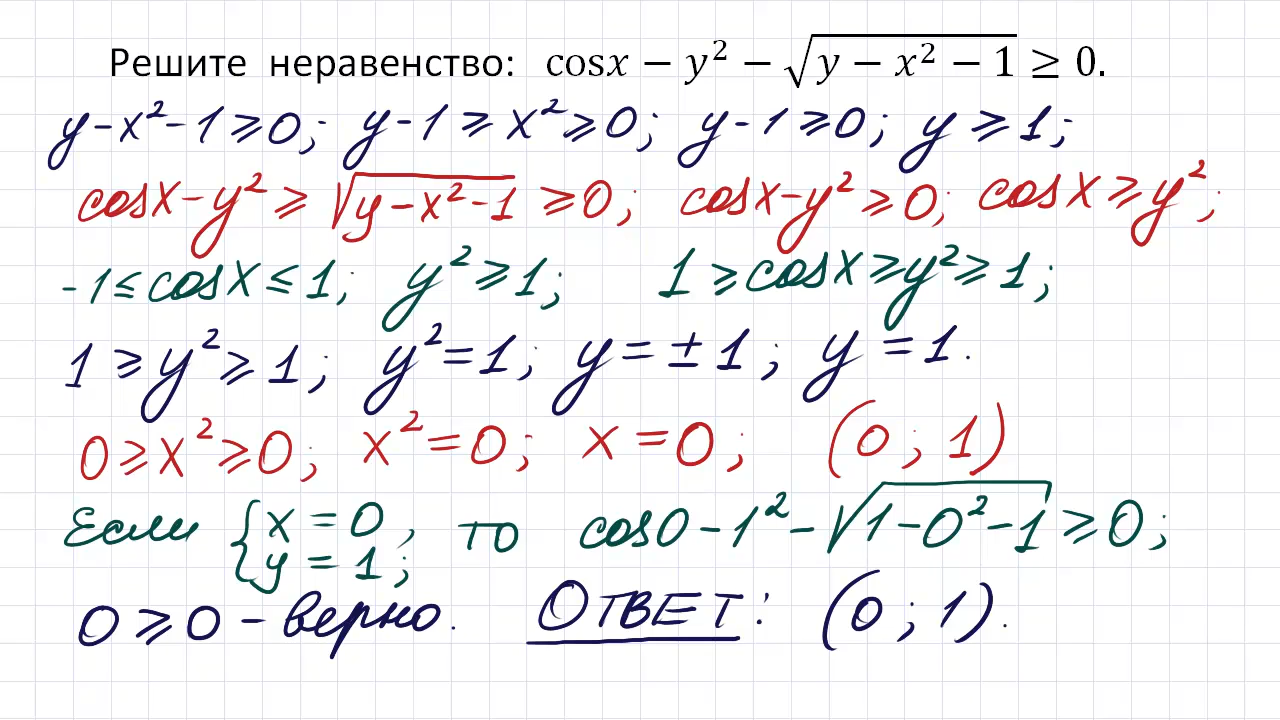 Решите неравенство: cosx − y² − √(y − x² − 1) ≥ 0.
y-x²-1≥0; y-1≥x²≥0; y-1≥0; y≥1;
cosx-y²≥√(y-x²-1)≥0; cosx-y²≥0; cosx≥y²;
-1≤cosx≤1; y²≥1; 1≥cosx≥y²≥1;
1≥y²≥1; y²=1; y=±1; y=1.
0≥x²≥0; x²=0; x=0; (0;1)
Если {x=0, y=1; то cos0-1²-√(1-0²-1)≥0;
0≥0-верно. Ответ: (0;1).